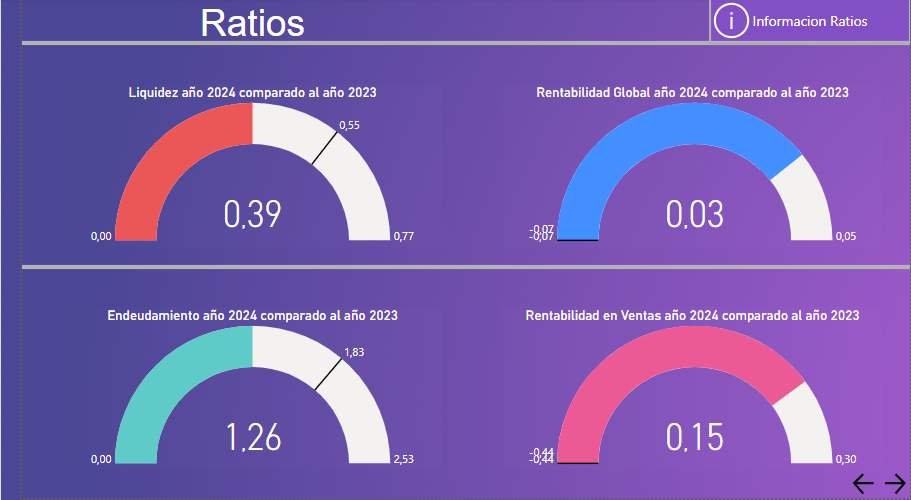 Ratios
i Informacion Ratios
Liquidez año 2024 comparado al año 2023
0,55
0,39
0,00
0,77
Rentabilidad Global año 2024 comparado al año 2023
0,03
-0,07
-0,07
0,05
Endeudamiento año 2024 comparado al año 2023
1,83
1,26
0,00
2,53
Rentabilidad en Ventas año 2024 comparado al año 2023
0,15
-0,44
-0,44
0,30